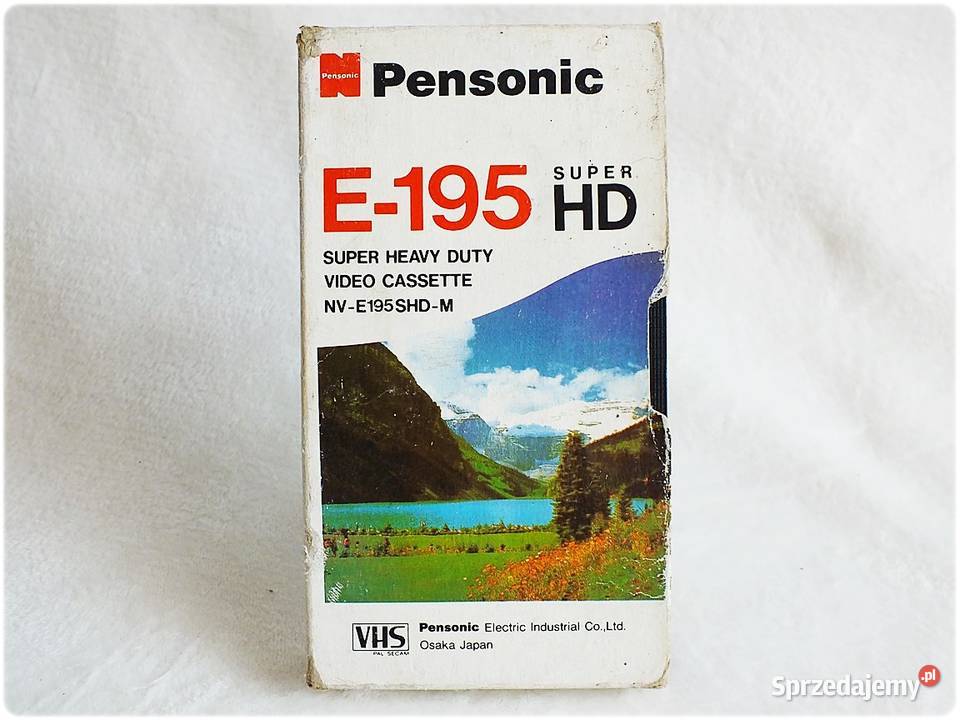 Pensonic Pensonic
E-195 SUPER HD
SUPER HEAVY DUTY
VIDEO CASSETTE
NV-E195SHD-M
VHS
PAL SECAM
Pensonic Electric Industrial Co.,Ltd.
Osaka Japan
Sprzedajemy.pl